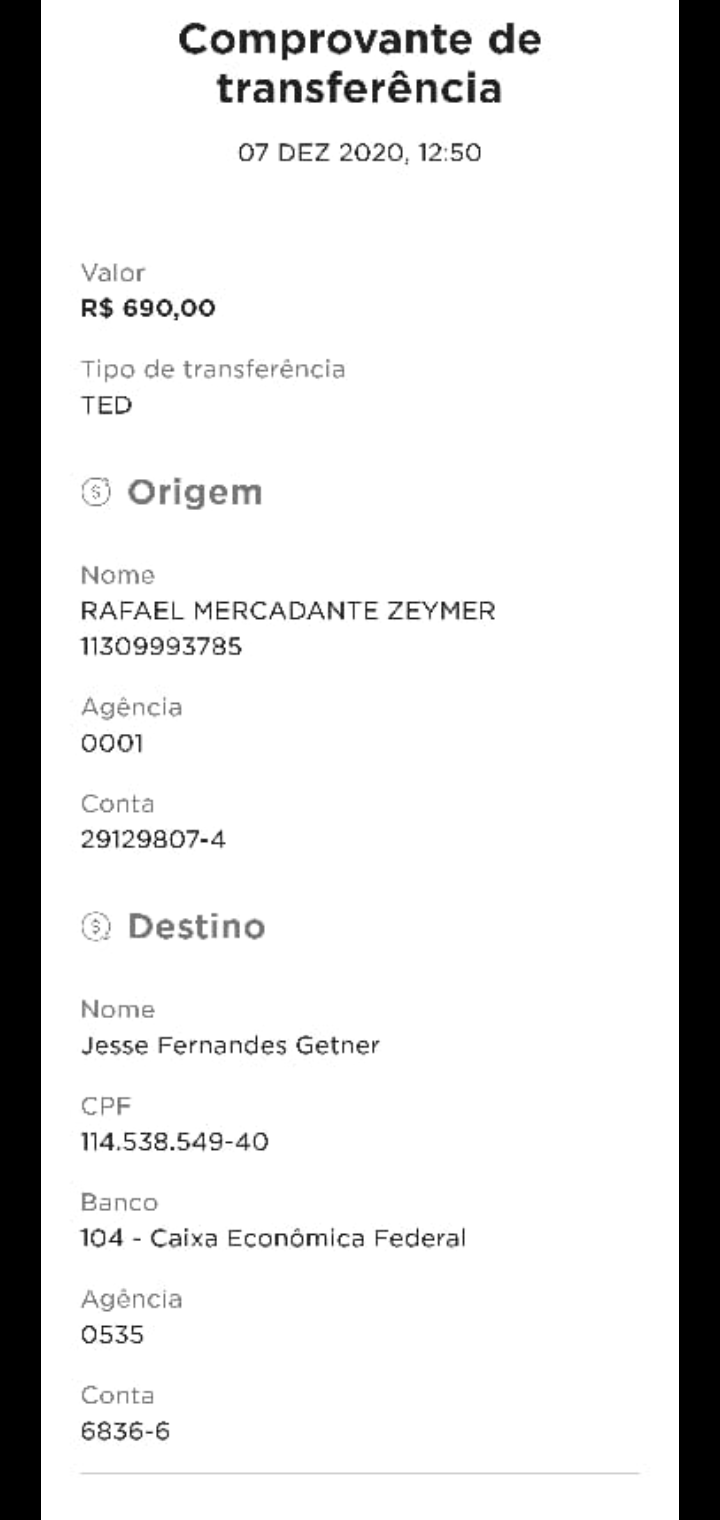 Comprovante de
transferência
07 DEZ 2020, 12:50
Valor
R$ 690,00
Tipo de transferência
TED
Origem
Nome
RAFAEL MERCADANTE ZEYMER
11309993785
Agência
0001
Conta
29129807-4
Destino
Nome
Jesse Fernandes Getner
CPF
114.538.549-40
Banco
104 - Caixa Econômica Federal
Agência
0535
Conta
6836-6